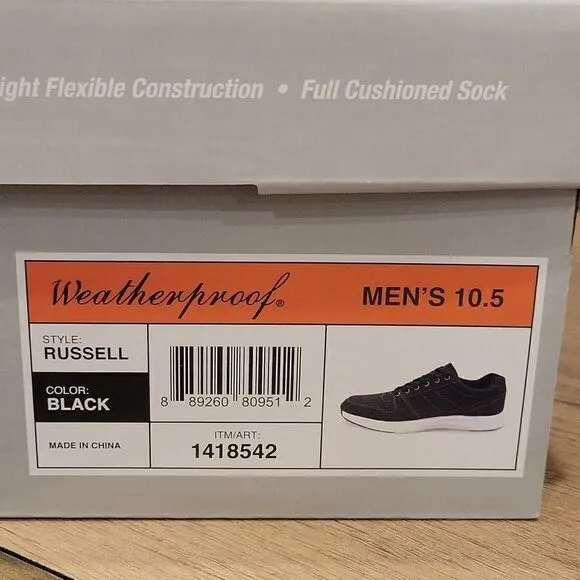 ight Flexible Construction • Full Cushioned Sock
Weatherproof®
MEN'S 10.5
STYLE:
RUSSELL
COLOR:
BLACK
MADE IN CHINA
8 89260 80951 2
ITM/ART:
1418542